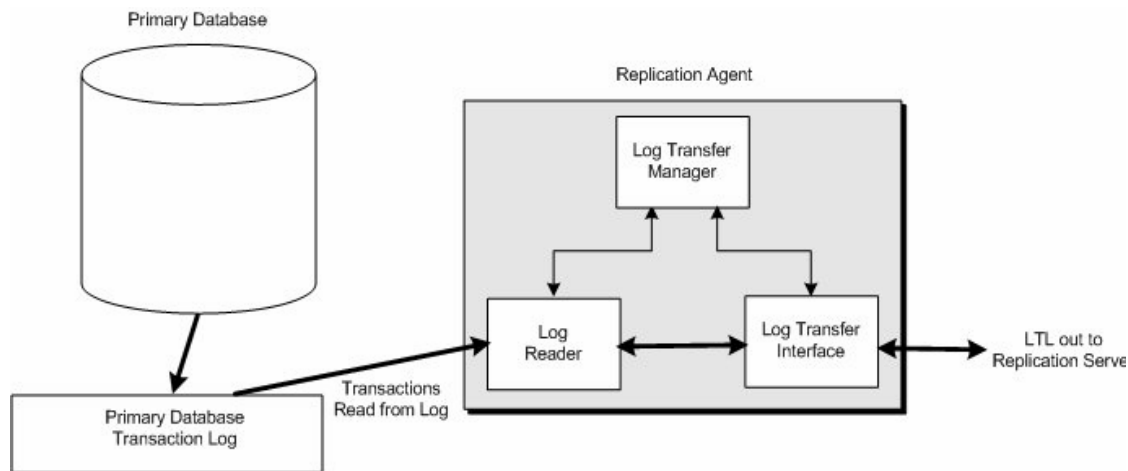 Primary Database
Replication Agent
Log Transfer
Manager
Log
Reader
Log Transfer
Interface
LTL out to
Replication Serve
Transactions
Read from Log
Primary Database
Transaction Log